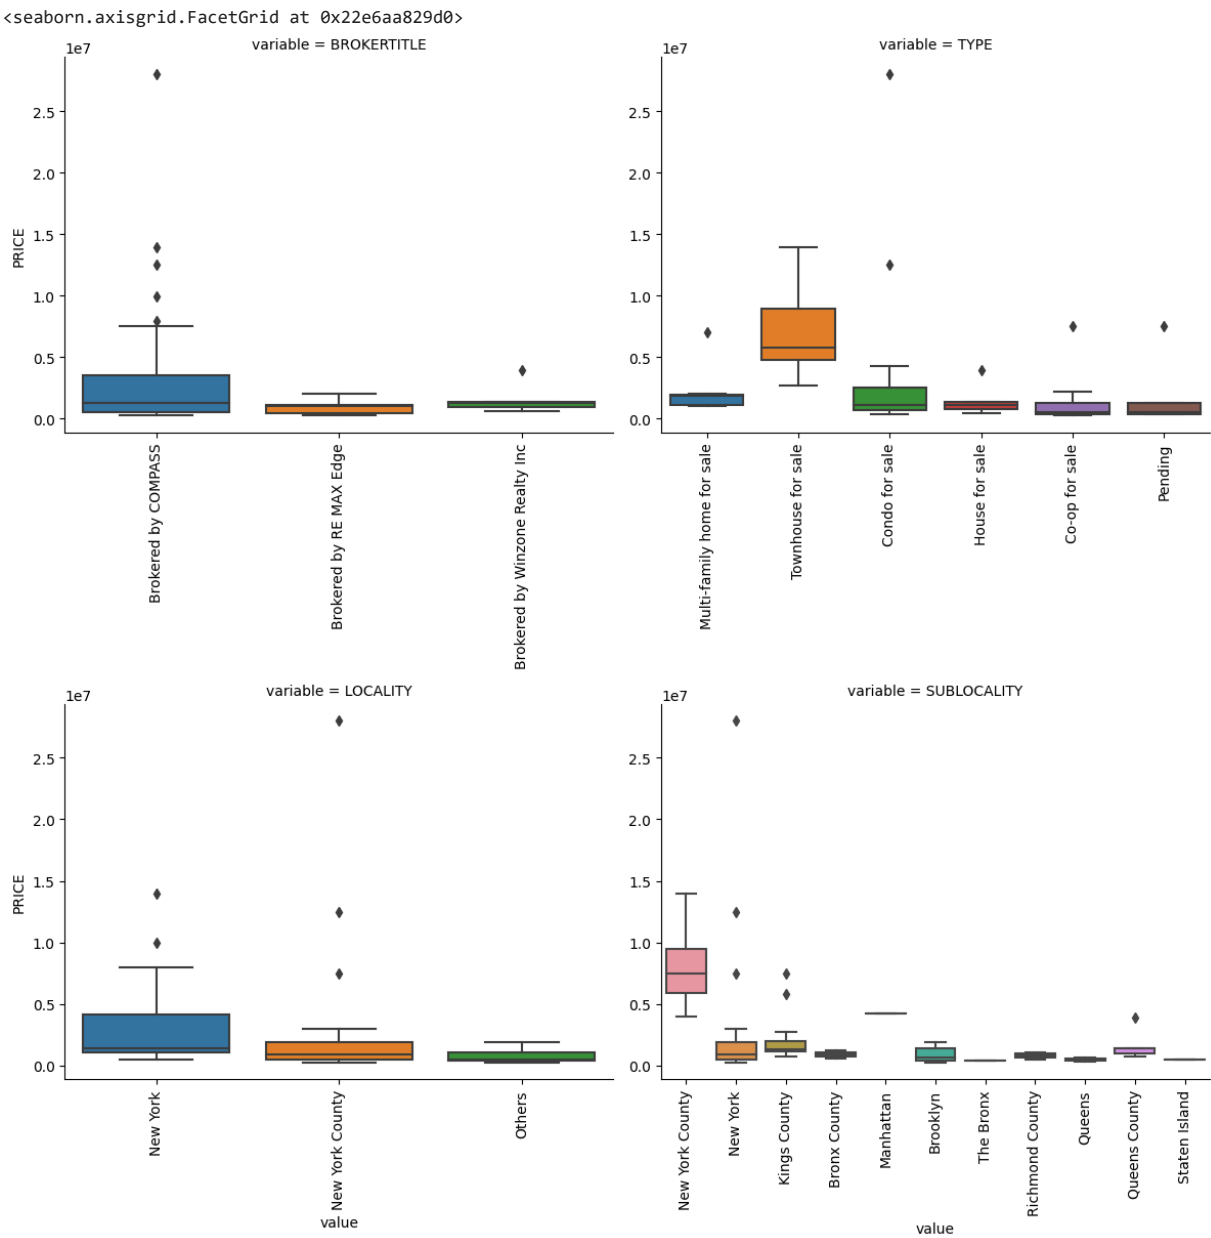 <seaborn.axisgrid.FacetGrid at 0x22e6aa829d0>
variable = BROKERTITLE
1e7
PRICE
2.5
2.0
1.5
1.0
0.5
0.0
Brokered by COMPASS
Brokered by RE MAX Edge
Brokered by Winzone Realty Inc
variable = TYPE
1e7
2.5
2.0
1.5
1.0
0.5
0.0
Multi-family home for sale
Townhouse for sale
Condo for sale
House for sale
Co-op for sale
Pending
variable = LOCALITY
1e7
PRICE
2.5
2.0
1.5
1.0
0.5
0.0
New York
New York County
Others
value
variable = SUBLOCALITY
1e7
2.5
2.0
1.5
1.0
0.5
0.0
New York County
New York
Kings County
Bronx County
Manhattan
Brooklyn
The Bronx
Richmond County
Queens
Queens County
Staten Island
value